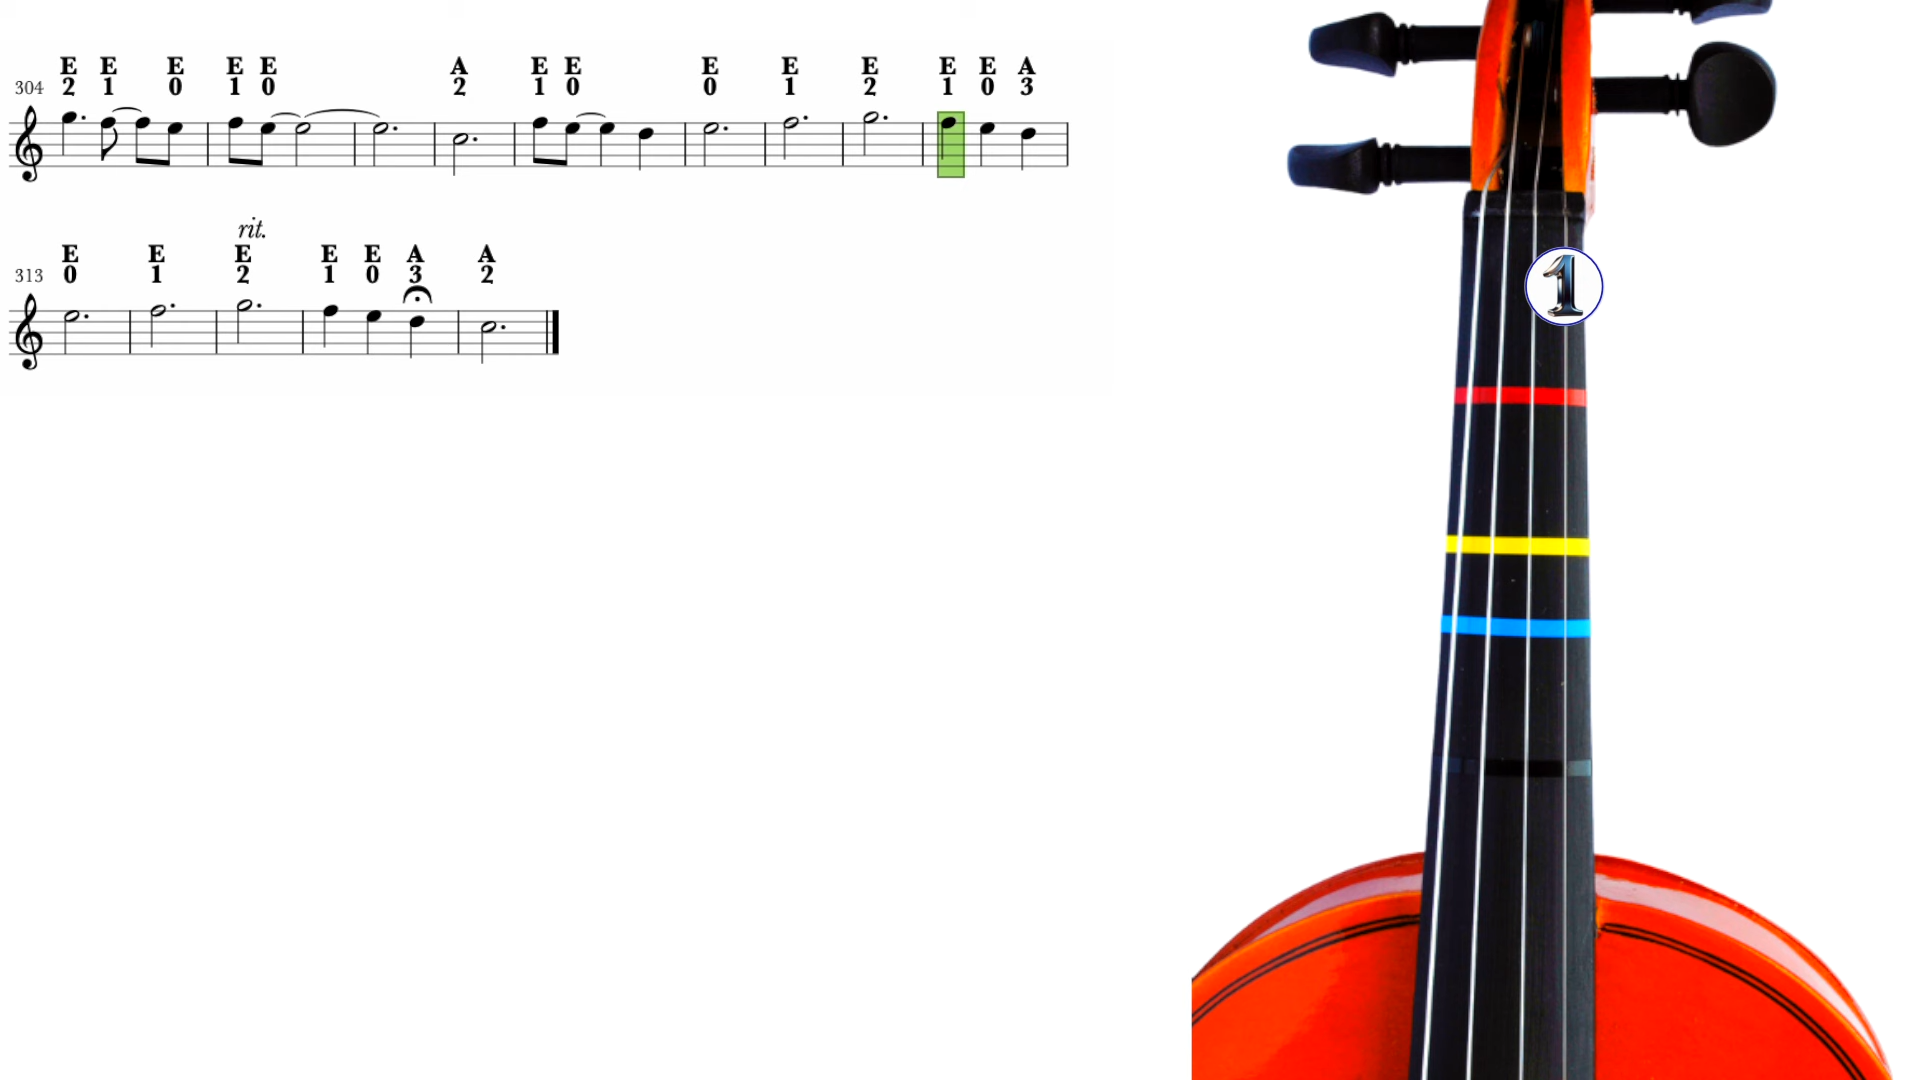 E E E E E A E E E E E E E A
304 2 1 0 1 0 2 1 0 0 1 2 1 0 3
rit.
E E E E E A A
313 0 1 2 1 0 3 2
1